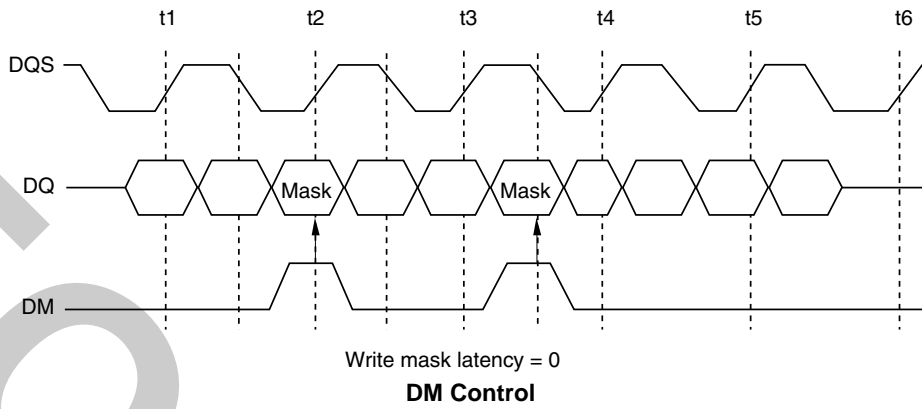 t1 t2 t3 t4 t5 t6
DQS
DQ Mask Mask
DM
Write mask latency = 0
DM Control